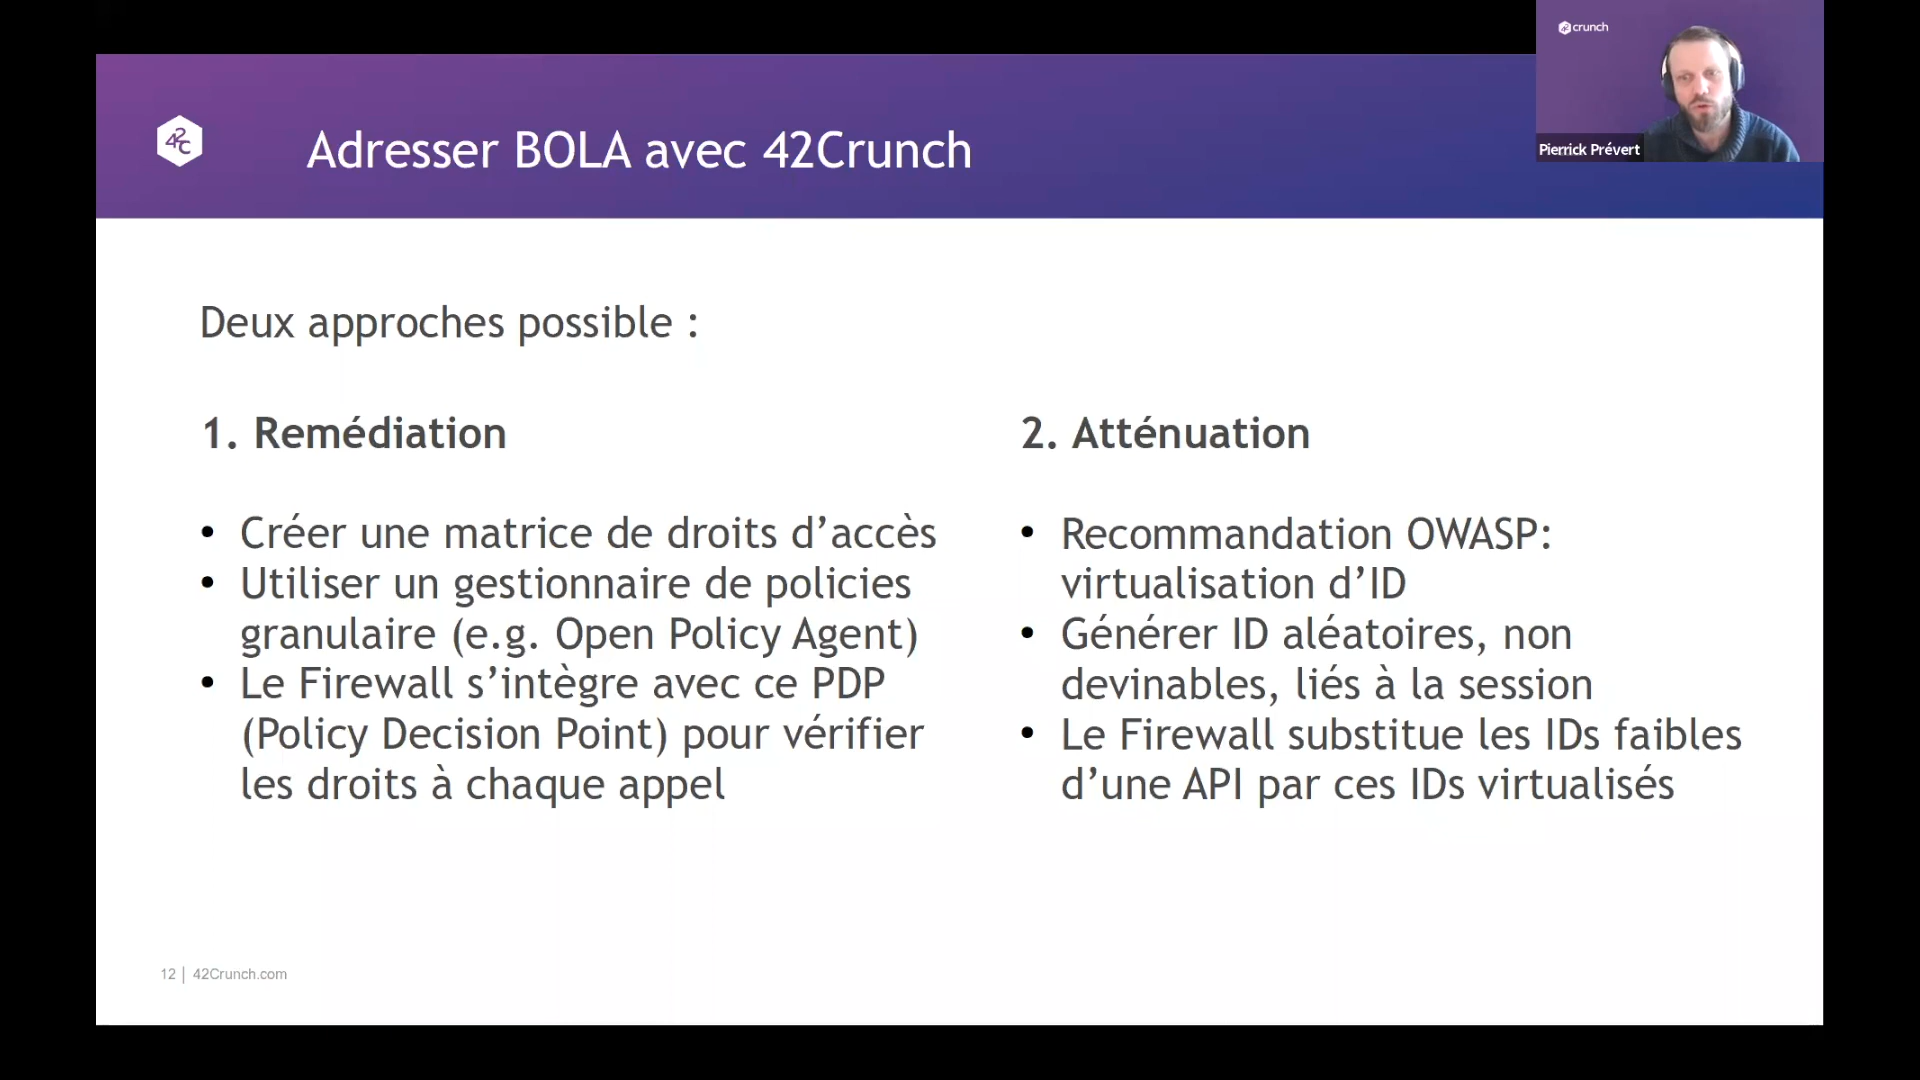 crunch
Pierrick Prévert
42c
Adresser BOLA avec 42Crunch
Deux approches possible :
1. Remédiation
• Créer une matrice de droits d’accès
• Utiliser un gestionnaire de policies
granulaire (e.g. Open Policy Agent)
• Le Firewall s’intègre avec ce PDP
(Policy Decision Point) pour vérifier
les droits à chaque appel
2. Atténuation
• Recommandation OWASP:
virtualisation d’ID
• Générer ID aléatoires, non
devinables, liés à la session
• Le Firewall substitue les IDs faibles
d’une API par ces IDs virtualisés
12 | 42Crunch.com